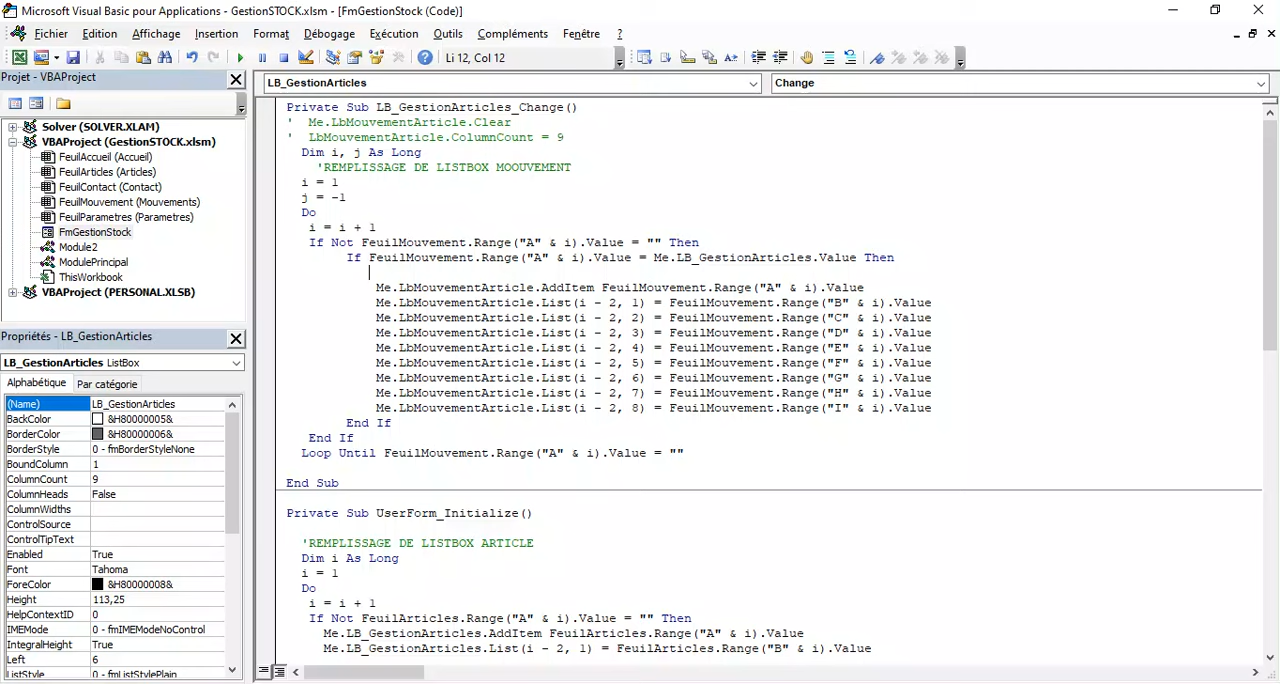 Microsoft Visual Basic pour Applications - GestionSTOCK.xlsm - [FmGestionStock (Code)]
Fichier Edition Affichage Insertion Format Débogage Exécution Outils Compléments Fenêtre ?
Li 12, Col 12
Projet - VBAProject
Solver (SOLVER.XLAM)
VBAProject (GestionSTOCK.xlsm)
FeuilAccueil (Accueil)
FeuilArticles (Articles)
FeuilContact (Contact)
FeuilMouvement (Mouvements)
FeuilParametres (Parametres)
FmGestionStock
Module2
ModulePrincipal
ThisWorkbook
VBAProject (PERSONAL.XLSB)
Propriétés - LB_GestionArticles
LB_GestionArticles ListBox
Alphabétique Par catégorie
(Name) LB_GestionArticles
BackColor &H80000005&
BorderColor &H80000006&
BorderStyle 0 - fmBorderStyleNone
BoundColumn 1
ColumnCount 9
ColumnHeads False
ColumnWidths
ControlSource
ControlTipText
Enabled True
Font Tahoma
ForeColor &H80000008&
Height 113,25
HelpContextID 0
IMEMode 0 - fmIMEModeNoControl
IntegralHeight True
Left 6
ListStyle 0 - fmListStylePlain
LB_GestionArticles Change
Private Sub LB_GestionArticles_Change()
' Me.LbMouvementArticle.Clear
' LbMouvementArticle.ColumnCount = 9
Dim i, j As Long
'REMPLISSAGE DE LISTBOX MOOUVEMENT
i = 1
j = -1
Do
i = i + 1
If Not FeuilMouvement.Range("A" & i).Value = "" Then
If FeuilMouvement.Range("A" & i).Value = Me.LB_GestionArticles.Value Then
Me.LbMouvementArticle.AddItem FeuilMouvement.Range("A" & i).Value
Me.LbMouvementArticle.List(i - 2, 1) = FeuilMouvement.Range("B" & i).Value
Me.LbMouvementArticle.List(i - 2, 2) = FeuilMouvement.Range("C" & i).Value
Me.LbMouvementArticle.List(i - 2, 3) = FeuilMouvement.Range("D" & i).Value
Me.LbMouvementArticle.List(i - 2, 4) = FeuilMouvement.Range("E" & i).Value
Me.LbMouvementArticle.List(i - 2, 5) = FeuilMouvement.Range("F" & i).Value
Me.LbMouvementArticle.List(i - 2, 6) = FeuilMouvement.Range("G" & i).Value
Me.LbMouvementArticle.List(i - 2, 7) = FeuilMouvement.Range("H" & i).Value
Me.LbMouvementArticle.List(i - 2, 8) = FeuilMouvement.Range("I" & i).Value
End If
End If
Loop Until FeuilMouvement.Range("A" & i).Value = ""
End Sub
Private Sub UserForm_Initialize()
'REMPLISSAGE DE LISTBOX ARTICLE
Dim i As Long
i = 1
Do
i = i + 1
If Not FeuilArticles.Range("A" & i).Value = "" Then
Me.LB_GestionArticles.AddItem FeuilArticles.Range("A" & i).Value
Me.LB_GestionArticles.List(i - 2, 1) = FeuilArticles.Range("B" & i).Value